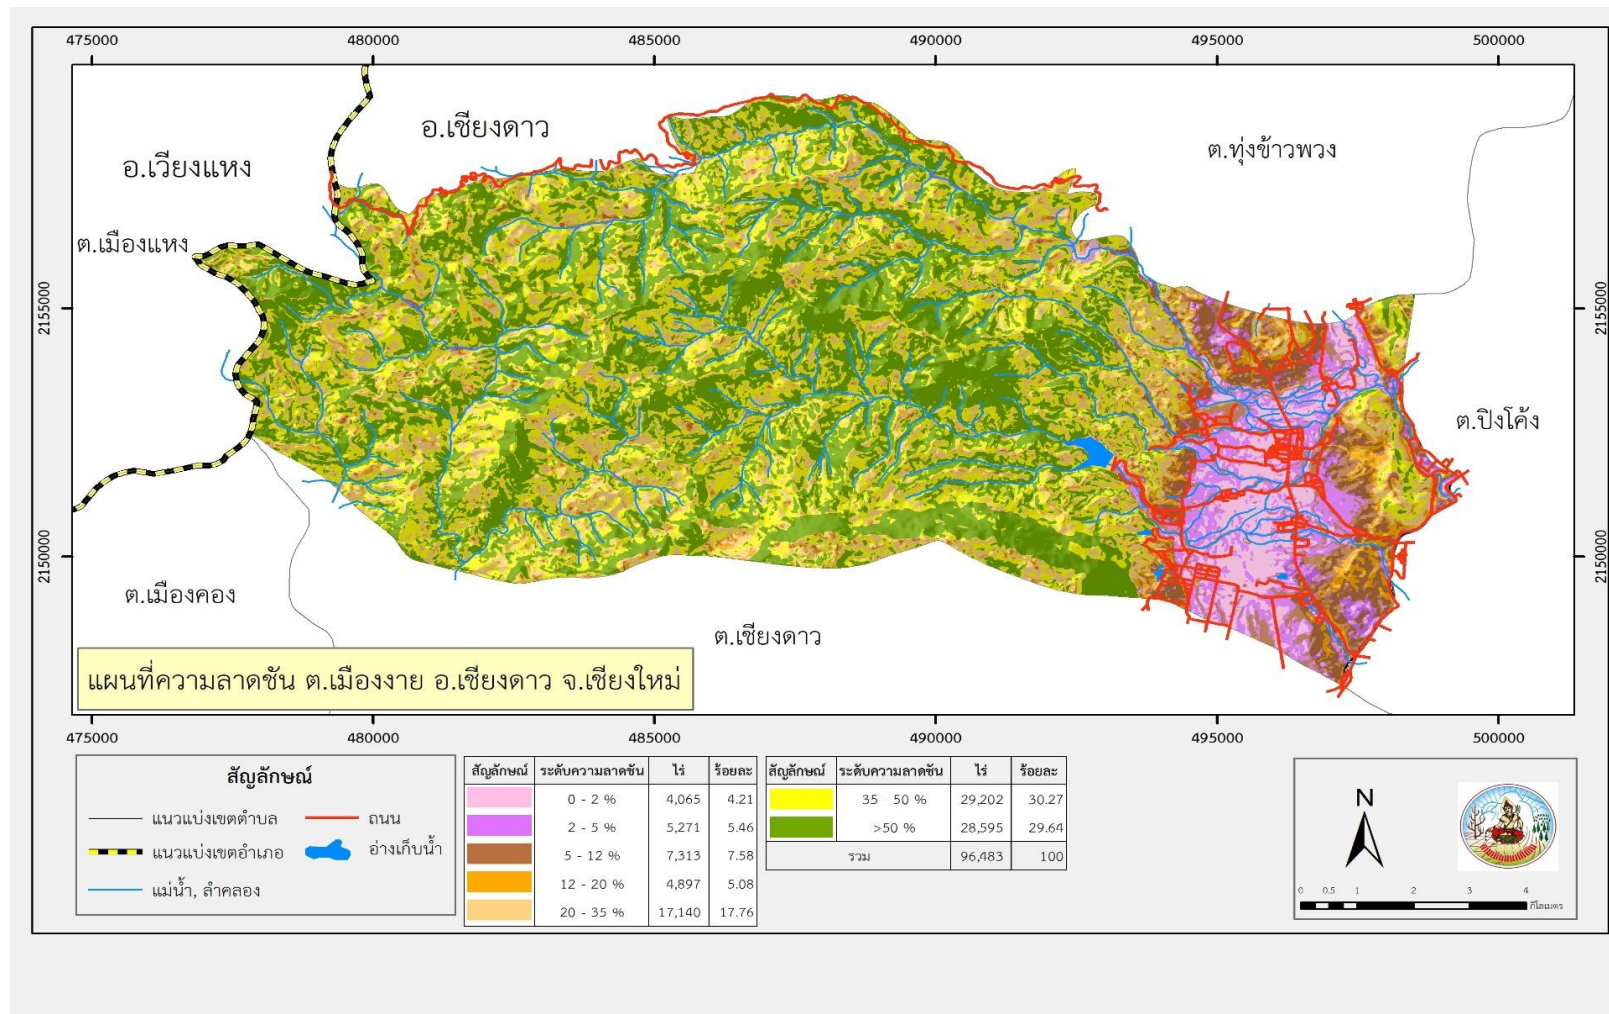 475000 480000 485000 490000 495000 500000
อ.เชียงดาว
ต.ทุ่งข้าวพวง
อ.เวียงแหง
ต.เมืองแหง
2155000 2155000
ต.ปิงโค้ง
2150000 2150000
ต.เมืองคอง
ต.เชียงดาว
แผนที่ความลาดชัน ต.เมืองงาย อ.เชียงดาว จ.เชียงใหม่
475000 480000 485000 490000 495000 500000
สัญลักษณ์
แนวแบ่งเขตตำบล ถนน
แนวแบ่งเขตอำเภอ อ่างเก็บน้ำ
แม่น้ำ, ลำคลอง
สัญลักษณ์ ระดับความลาดชัน ไร่ ร้อยละ
0 - 2 % 4,065 4.21
2 - 5 % 5,271 5.46
5 - 12 % 7,313 7.58
12 - 20 % 4,897 5.08
20 - 35 % 17,140 17.76
สัญลักษณ์ ระดับความลาดชัน ไร่ ร้อยละ
35 50 % 29,202 30.27
>50 % 28,595 29.64
รวม 96,483 100
N
0 0.5 1 2 3 4
กิโลเมตร